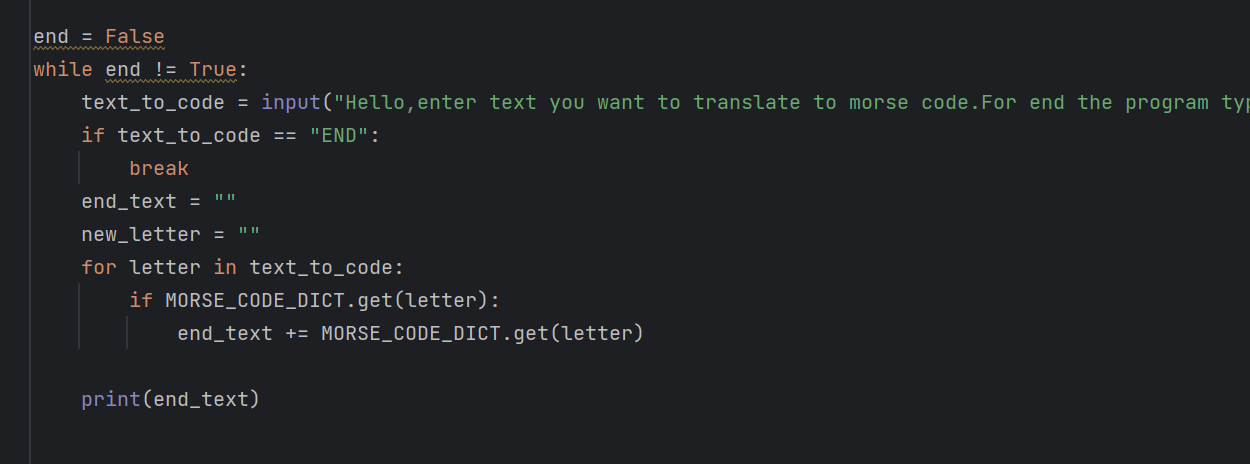 end = False
while end != True:
    text_to_code = input("Hello,enter text you want to translate to morse code.For end the program
    if text_to_code == "END":
        break
    end_text = ""
    new_letter = ""
    for letter in text_to_code:
        if MORSE_CODE_DICT.get(letter):
            end_text += MORSE_CODE_DICT.get(letter)
    print(end_text)